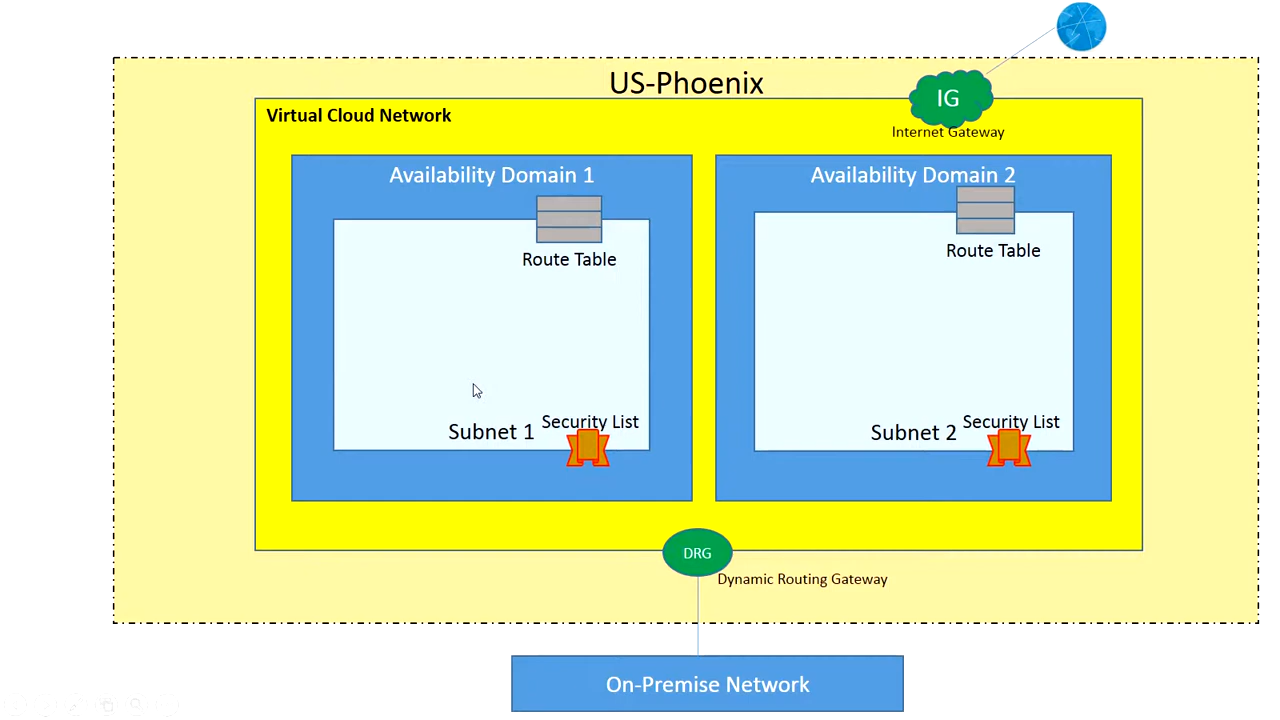 US-Phoenix
IG
Virtual Cloud Network
Internet Gateway
Availability Domain 1
Availability Domain 2
Route Table
Route Table
Security List
Subnet 1
Security List
Subnet 2
DRG
Dynamic Routing Gateway
On-Premise Network